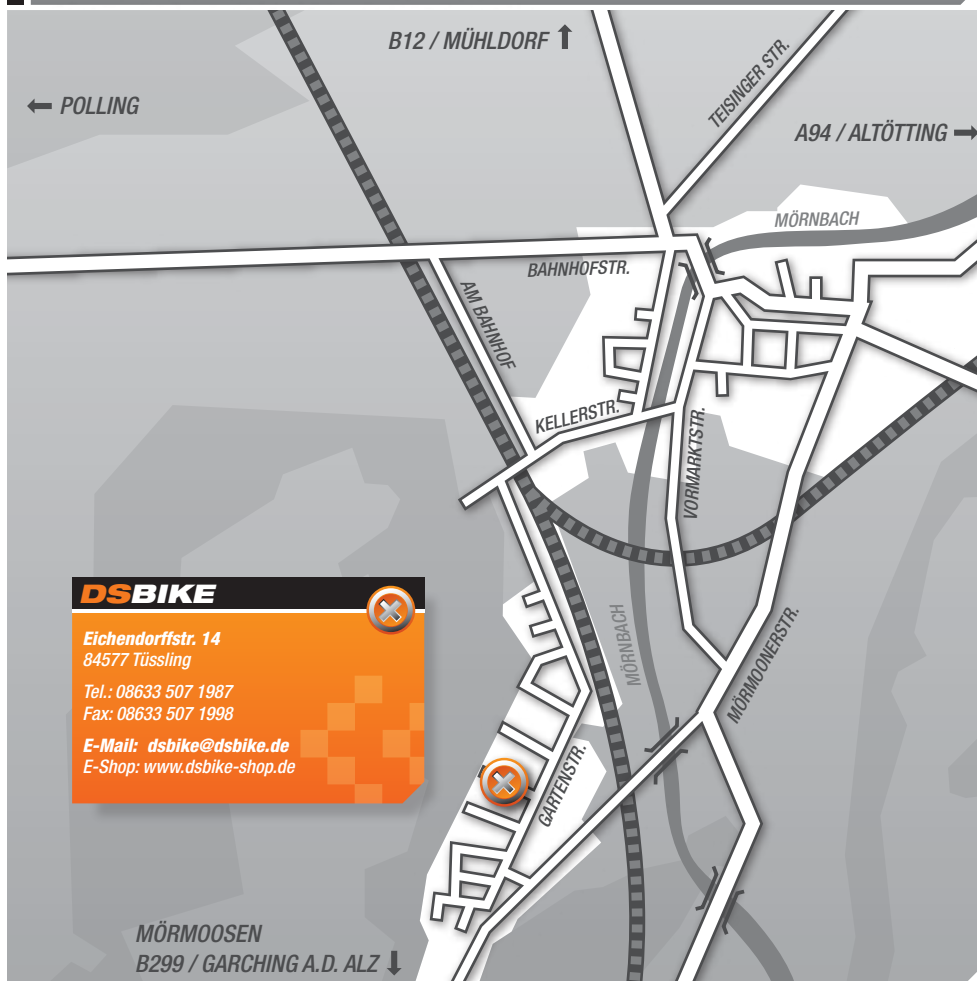 B12 / MÜHLDORF ⬆
← POLLING
TEISINGER STR.
A94 / ALTÖTTING →
MÖRNBACH
BAHNHOFSTR.
AM BAHNHOF
KELLERSTR.
VORMARKTSTR.
DSBIKE
Eichendorffstr. 14
84577 Tüssling
Tel.: 08633 507 1987
Fax: 08633 507 1998
E-Mail: dsbike@dsbike.de
E-Shop: www.dsbike-shop.de
MÖRNBACH
MÖRMOONERSTR.
GARTENSTR.
MÖRMOOSEN
B299 / GARCHING A.D. ALZ ⬇